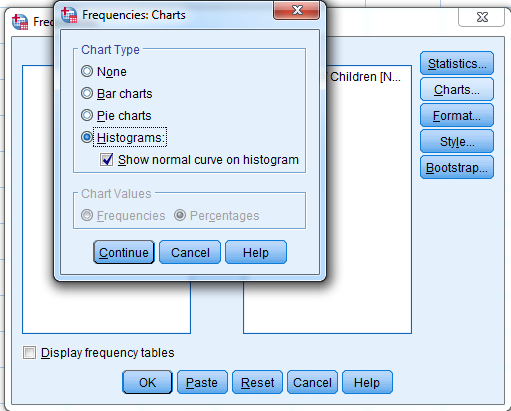 Frequencies: Charts
Chart Type
None
Bar charts
Pie charts
Histograms
Show normal curve on histogram
Chart Values
Frequencies
Percentages
Continue
Cancel
Help
Children [N...
Statistics...
Charts...
Format...
Style...
Bootstrap...
Display frequency tables
OK
Paste
Reset
Cancel
Help